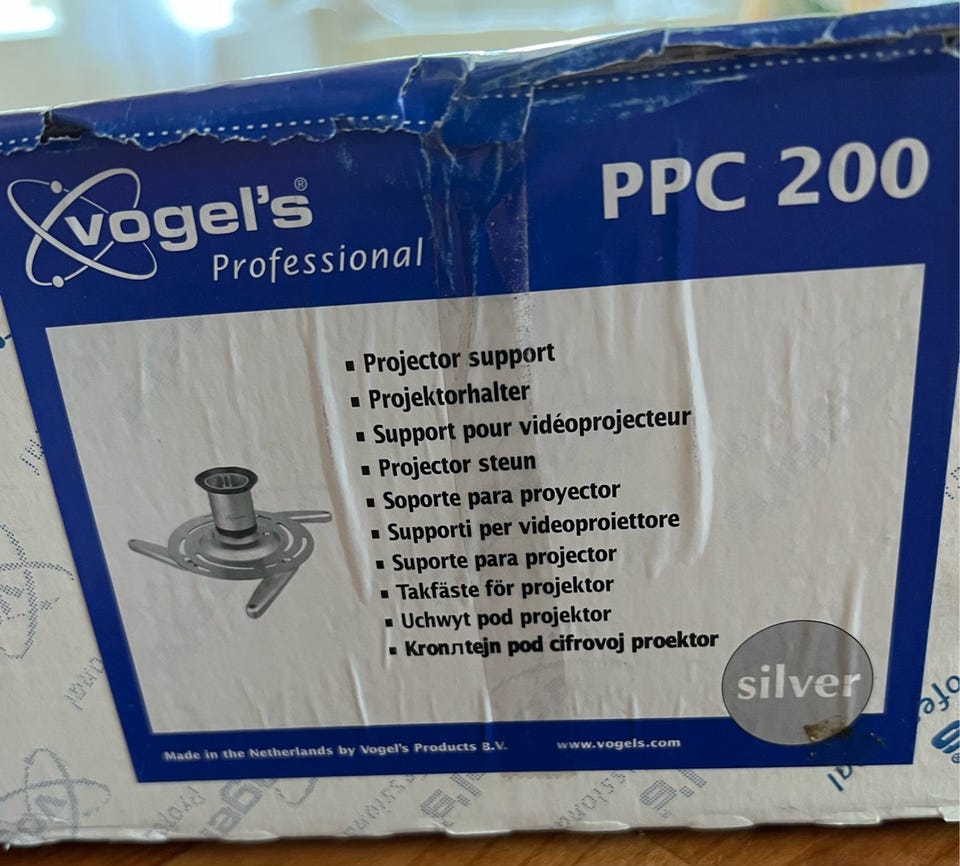 vogel's®
Professional
PPC 200
▪ Projector support
▪ Projektorhalter
▪ Support pour vidéoprojecteur
▪ Projector steun
▪ Soporte para proyector
▪ Supporti per videoproiettore
▪ Suporte para projector
▪ Takfäste för projektor
▪ Uchwyt pod projektor
▪ Kronлtejn pod cifrovoj proektor
silver
Made in the Netherlands by Vogel's Products B.V.
www.vogels.com